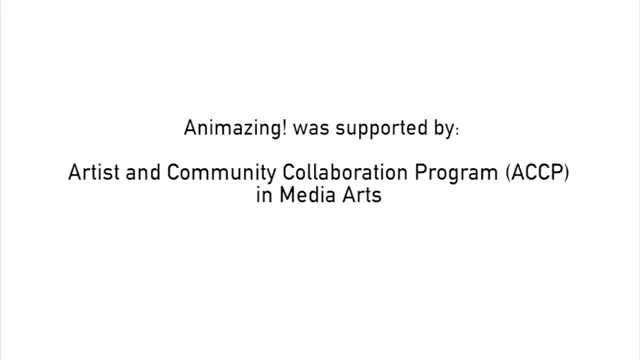 Animazing! was supported by:
Artist and Community Collaboration Program (ACCP)
in Media Arts